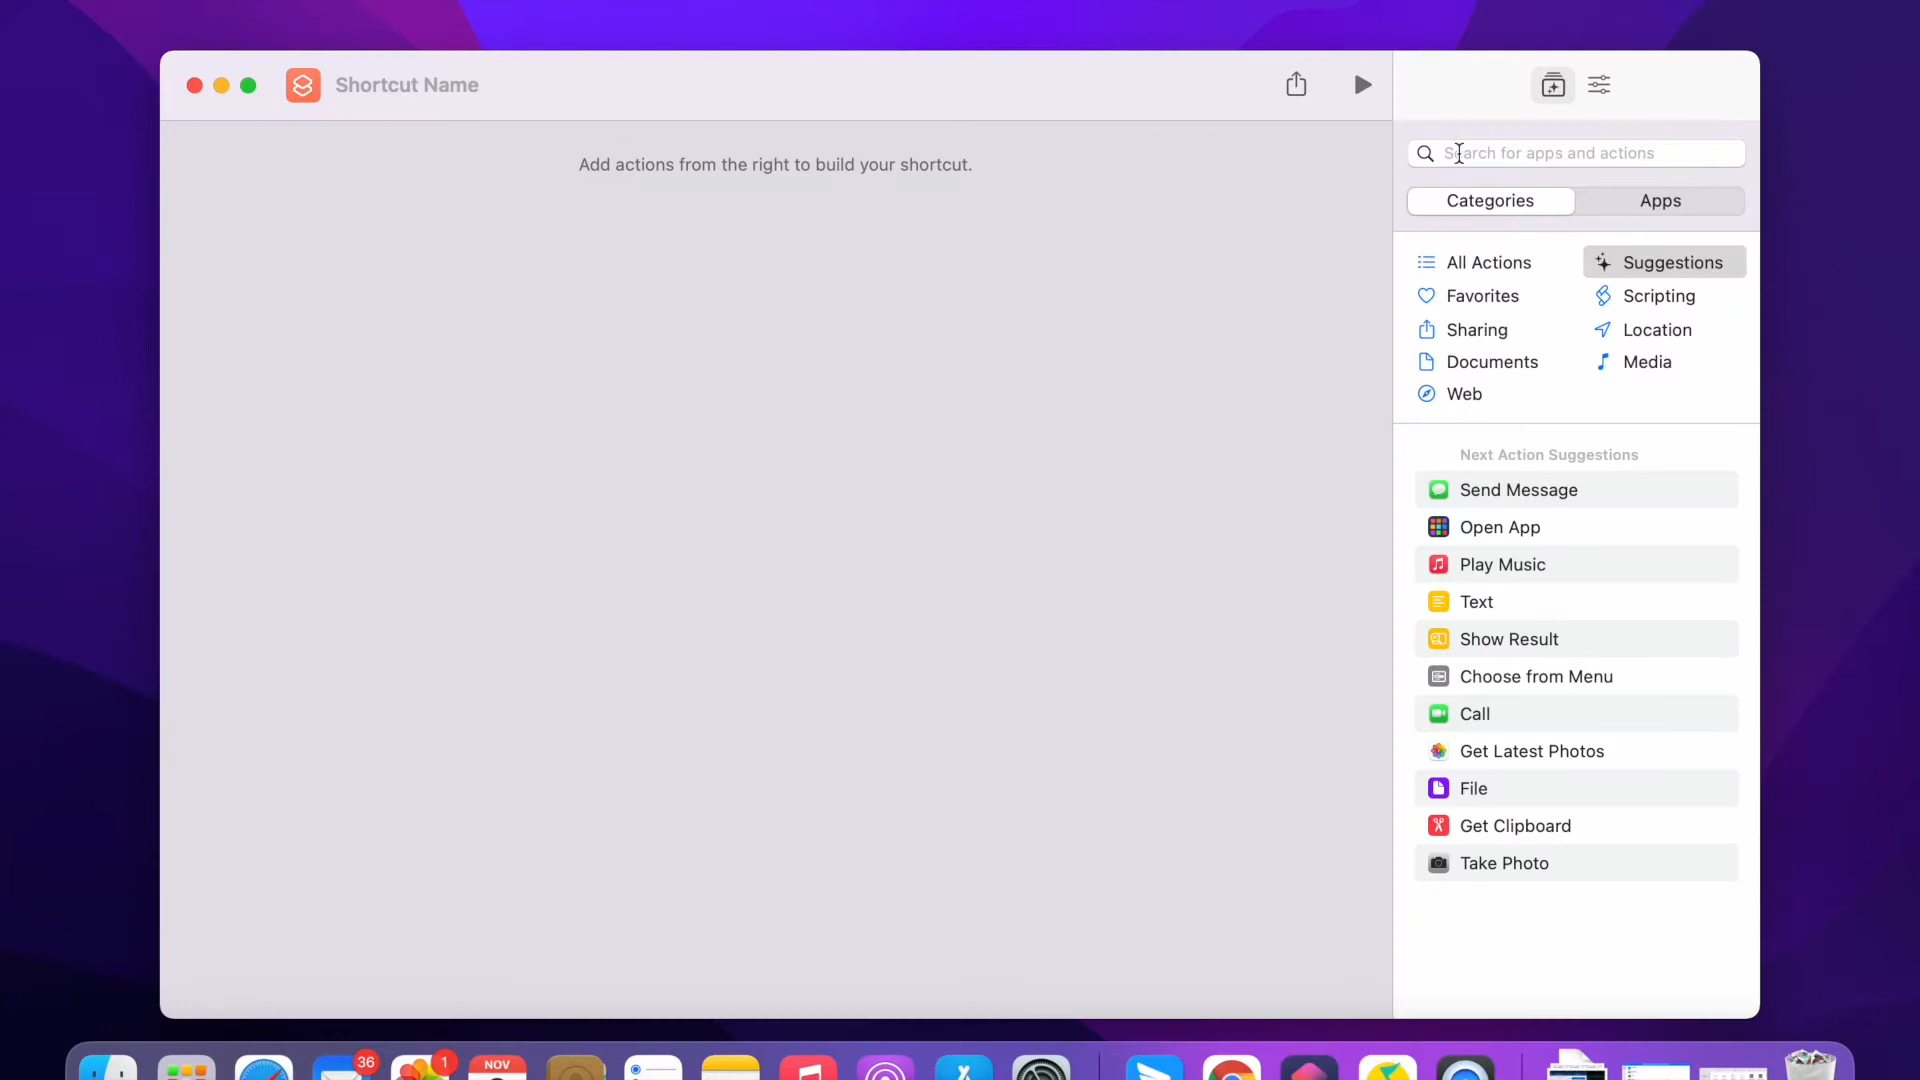 Shortcut Name
Add actions from the right to build your shortcut.
Search for apps and actions
Categories
Apps
All Actions
Suggestions
Favorites
Scripting
Sharing
Location
Documents
Media
Web
Next Action Suggestions
Send Message
Open App
Play Music
Text
Show Result
Choose from Menu
Call
Get Latest Photos
File
Get Clipboard
Take Photo
36
1
NOV